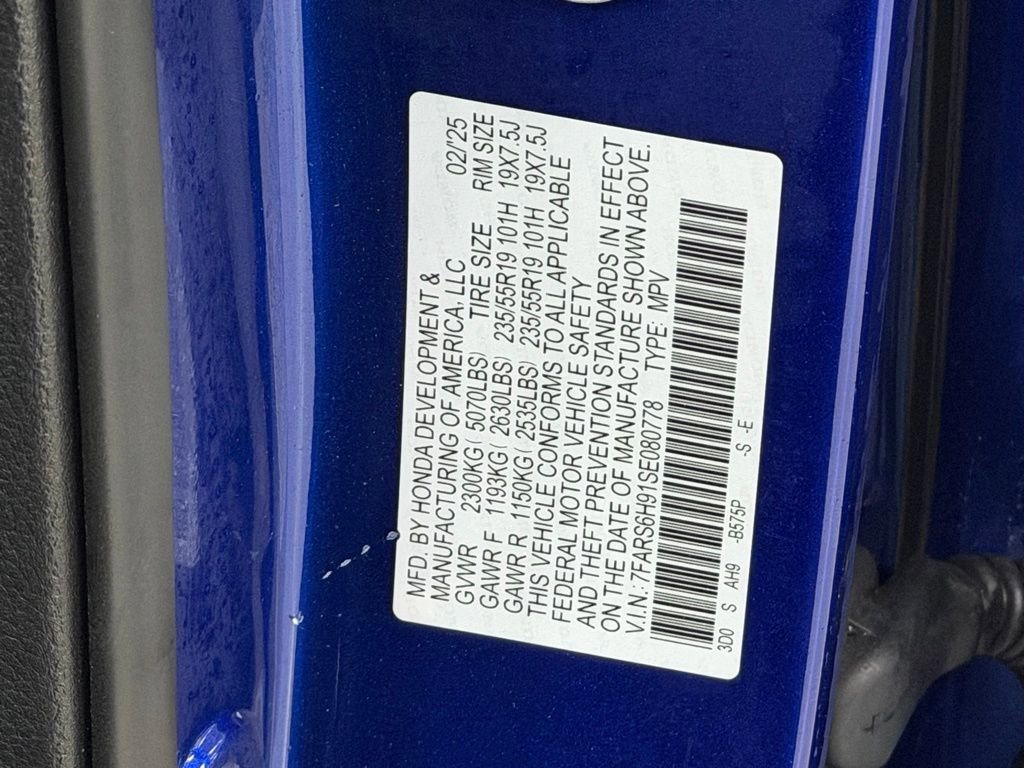 MFD. BY HONDA DEVELOPMENT &
MANUFACTURING OF AMERICA, LLC 02/'25
GVWR 2300KG ( 5070LBS) TIRE SIZE RIM SIZE
GAWR F 1193KG ( 2630LBS) 235/55R19 101H 19X7.5J
GAWR R 1150KG ( 2535LBS) 235/55R19 101H 19X7.5J
THIS VEHICLE CONFORMS TO ALL APPLICABLE
FEDERAL MOTOR VEHICLE SAFETY
AND THEFT PREVENTION STANDARDS IN EFFECT
ON THE DATE OF MANUFACTURE SHOWN ABOVE.
V.I.N.: 7FARS6H91SE080778 TYPE: MPV
3D0 S AH9 -B575P -S -E